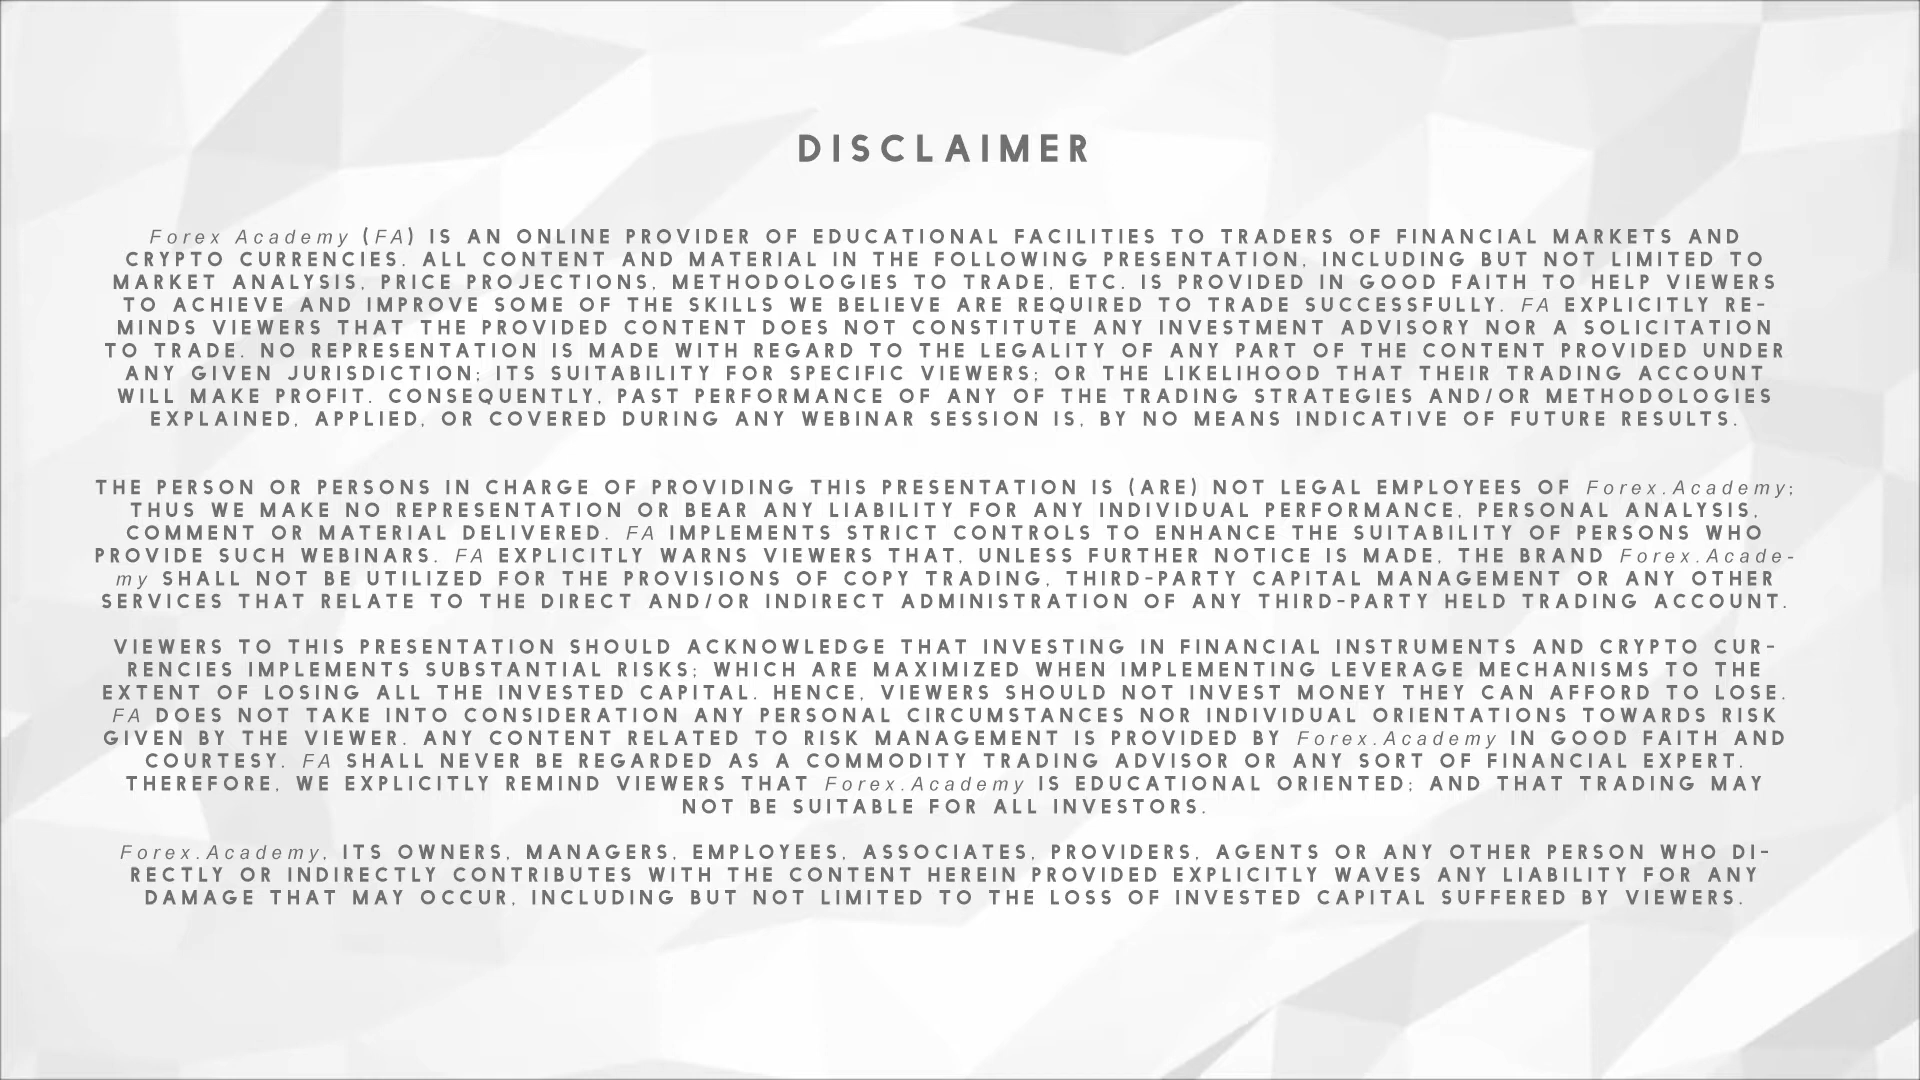 DISCLAIMER
Forex Academy (FA) IS AN ONLINE PROVIDER OF EDUCATIONAL FACILITIES TO TRADERS OF FINANCIAL MARKETS AND
CRYPTO CURRENCIES. ALL CONTENT AND MATERIAL IN THE FOLLOWING PRESENTATION, INCLUDING BUT NOT LIMITED TO
MARKET ANALYSIS, PRICE PROJECTIONS, METHODOLOGIES TO TRADE, ETC. IS PROVIDED IN GOOD FAITH TO HELP VIEWERS
TO ACHIEVE AND IMPROVE SOME OF THE SKILLS WE BELIEVE ARE REQUIRED TO TRADE SUCCESSFULLY. FA EXPLICITLY RE-
MINDS VIEWERS THAT THE PROVIDED CONTENT DOES NOT CONSTITUTE ANY INVESTMENT ADVISORY NOR A SOLICITATION
TO TRADE. NO REPRESENTATION IS MADE WITH REGARD TO THE LEGALITY OF ANY PART OF THE CONTENT PROVIDED UNDER
ANY GIVEN JURISDICTION; ITS SUITABILITY FOR SPECIFIC VIEWERS; OR THE LIKELIHOOD THAT THEIR TRADING ACCOUNT
WILL MAKE PROFIT. CONSEQUENTLY, PAST PERFORMANCE OF ANY OF THE TRADING STRATEGIES AND/OR METHODOLOGIES
EXPLAINED, APPLIED, OR COVERED DURING ANY WEBINAR SESSION IS, BY NO MEANS INDICATIVE OF FUTURE RESULTS.
THE PERSON OR PERSONS IN CHARGE OF PROVIDING THIS PRESENTATION IS (ARE) NOT LEGAL EMPLOYEES OF Forex.Academy;
THUS WE MAKE NO REPRESENTATION OR BEAR ANY LIABILITY FOR ANY INDIVIDUAL PERFORMANCE, PERSONAL ANALYSIS,
COMMENT OR MATERIAL DELIVERED. FA IMPLEMENTS STRICT CONTROLS TO ENHANCE THE SUITABILITY OF PERSONS WHO
PROVIDE SUCH WEBINARS. FA EXPLICITLY WARNS VIEWERS THAT, UNLESS FURTHER NOTICE IS MADE, THE BRAND Forex.Acade-
my SHALL NOT BE UTILIZED FOR THE PROVISIONS OF COPY TRADING, THIRD-PARTY CAPITAL MANAGEMENT OR ANY OTHER
SERVICES THAT RELATE TO THE DIRECT AND/OR INDIRECT ADMINISTRATION OF ANY THIRD-PARTY HELD TRADING ACCOUNT.
VIEWERS TO THIS PRESENTATION SHOULD ACKNOWLEDGE THAT INVESTING IN FINANCIAL INSTRUMENTS AND CRYPTO CUR-
RENCIES IMPLEMENTS SUBSTANTIAL RISKS; WHICH ARE MAXIMIZED WHEN IMPLEMENTING LEVERAGE MECHANISMS TO THE
EXTENT OF LOSING ALL THE INVESTED CAPITAL. HENCE, VIEWERS SHOULD NOT INVEST MONEY THEY CAN AFFORD TO LOSE.
FA DOES NOT TAKE INTO CONSIDERATION ANY PERSONAL CIRCUMSTANCES NOR INDIVIDUAL ORIENTATIONS TOWARDS RISK
GIVEN BY THE VIEWER. ANY CONTENT RELATED TO RISK MANAGEMENT IS PROVIDED BY Forex.Academy IN GOOD FAITH AND
COURTESY. FA SHALL NEVER BE REGARDED AS A COMMODITY TRADING ADVISOR OR ANY SORT OF FINANCIAL EXPERT.
THEREFORE, WE EXPLICITLY REMIND VIEWERS THAT Forex.Academy IS EDUCATIONAL ORIENTED; AND THAT TRADING MAY
NOT BE SUITABLE FOR ALL INVESTORS.
Forex.Academy, ITS OWNERS, MANAGERS, EMPLOYEES, ASSOCIATES, PROVIDERS, AGENTS OR ANY OTHER PERSON WHO DI-
RECTLY OR INDIRECTLY CONTRIBUTES WITH THE CONTENT HEREIN PROVIDED EXPLICITLY WAVES ANY LIABILITY FOR ANY
DAMAGE THAT MAY OCCUR, INCLUDING BUT NOT LIMITED TO THE LOSS OF INVESTED CAPITAL SUFFERED BY VIEWERS.